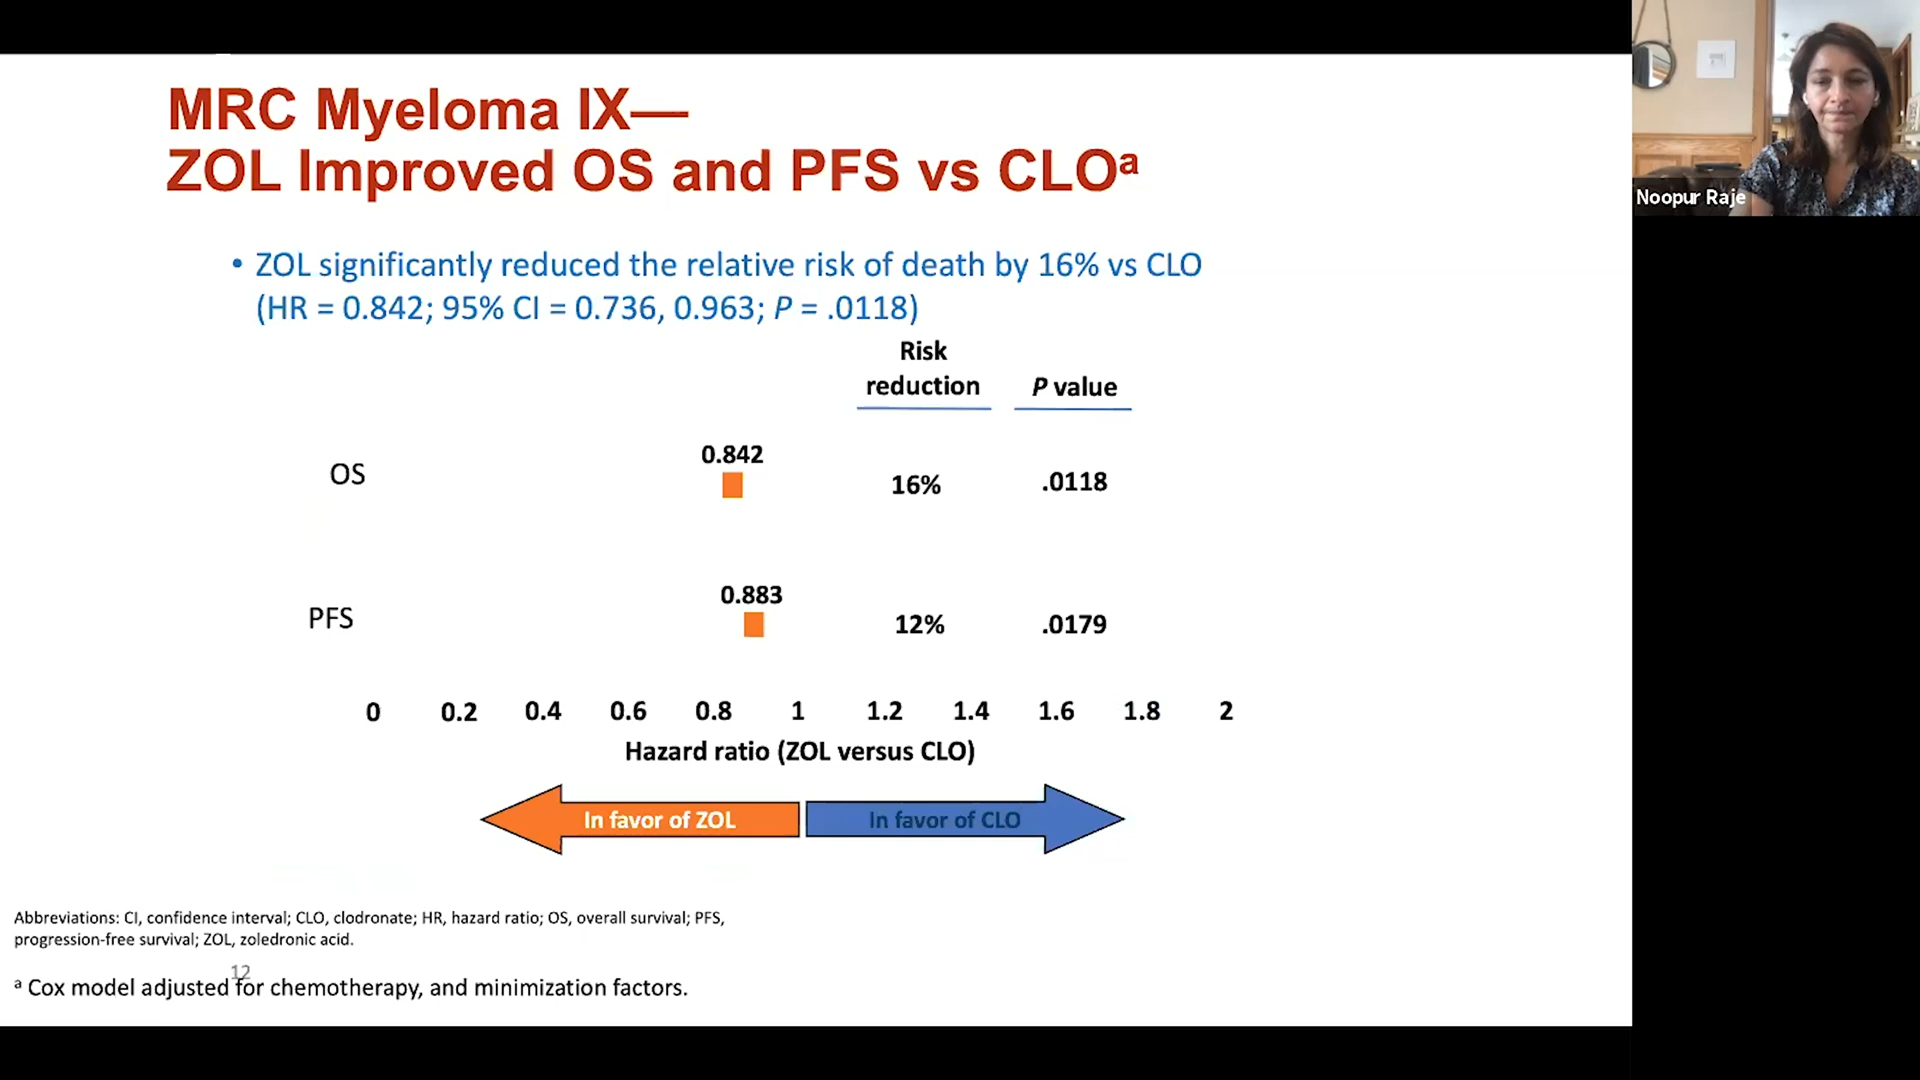 MRC Myeloma IX—
ZOL Improved OS and PFS vs CLOᵃ
• ZOL significantly reduced the relative risk of death by 16% vs CLO
(HR = 0.842; 95% CI = 0.736, 0.963; P = .0118)
Risk
reduction P value
OS 0.842 16% .0118
PFS 0.883 12% .0179
0 0.2 0.4 0.6 0.8 1 1.2 1.4 1.6 1.8 2
Hazard ratio (ZOL versus CLO)
In favor of ZOL In favor of CLO
Abbreviations: CI, confidence interval; CLO, clodronate; HR, hazard ratio; OS, overall survival; PFS,
progression-free survival; ZOL, zoledronic acid.
12
ᵃ Cox model adjusted for chemotherapy, and minimization factors.
Noopur Raje